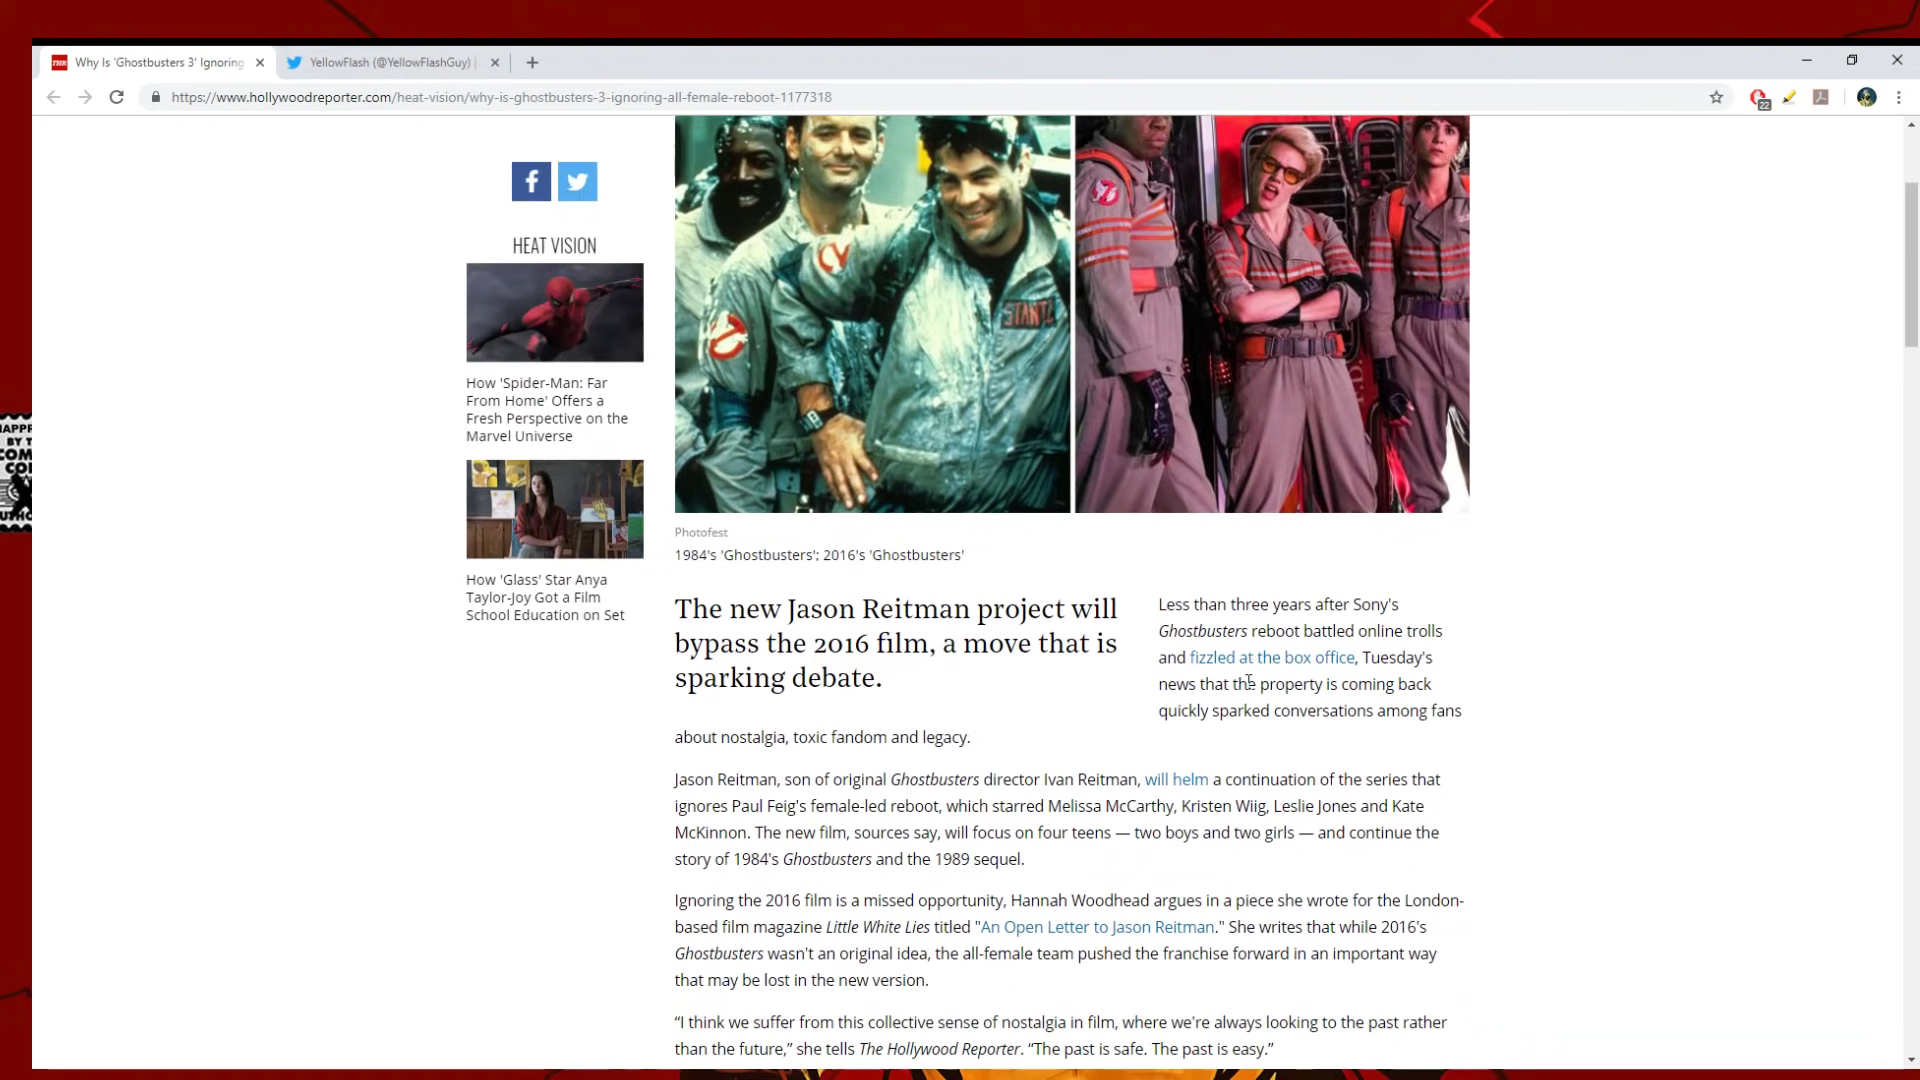 THR Why Is 'Ghostbusters 3' Ignoring
YellowFlash (@YellowFlashGuy) |
https://www.hollywoodreporter.com/heat-vision/why-is-ghostbusters-3-ignoring-all-female-reboot-1177318
22
STANTZ
HEAT VISION
How 'Spider-Man: Far
From Home' Offers a
Fresh Perspective on the
Marvel Universe
How 'Glass' Star Anya
Taylor-Joy Got a Film
School Education on Set
Photofest
1984's 'Ghostbusters'; 2016's 'Ghostbusters'
The new Jason Reitman project will
bypass the 2016 film, a move that is
sparking debate.
Less than three years after Sony's
Ghostbusters reboot battled online trolls
and fizzled at the box office, Tuesday's
news that the property is coming back
quickly sparked conversations among fans
about nostalgia, toxic fandom and legacy.
Jason Reitman, son of original Ghostbusters director Ivan Reitman, will helm a continuation of the series that
ignores Paul Feig's female-led reboot, which starred Melissa McCarthy, Kristen Wiig, Leslie Jones and Kate
McKinnon. The new film, sources say, will focus on four teens — two boys and two girls — and continue the
story of 1984's Ghostbusters and the 1989 sequel.
Ignoring the 2016 film is a missed opportunity, Hannah Woodhead argues in a piece she wrote for the London-
based film magazine Little White Lies titled "An Open Letter to Jason Reitman." She writes that while 2016's
Ghostbusters wasn't an original idea, the all-female team pushed the franchise forward in an important way
that may be lost in the new version.
“I think we suffer from this collective sense of nostalgia in film, where we're always looking to the past rather
than the future,” she tells The Hollywood Reporter. “The past is safe. The past is easy.”